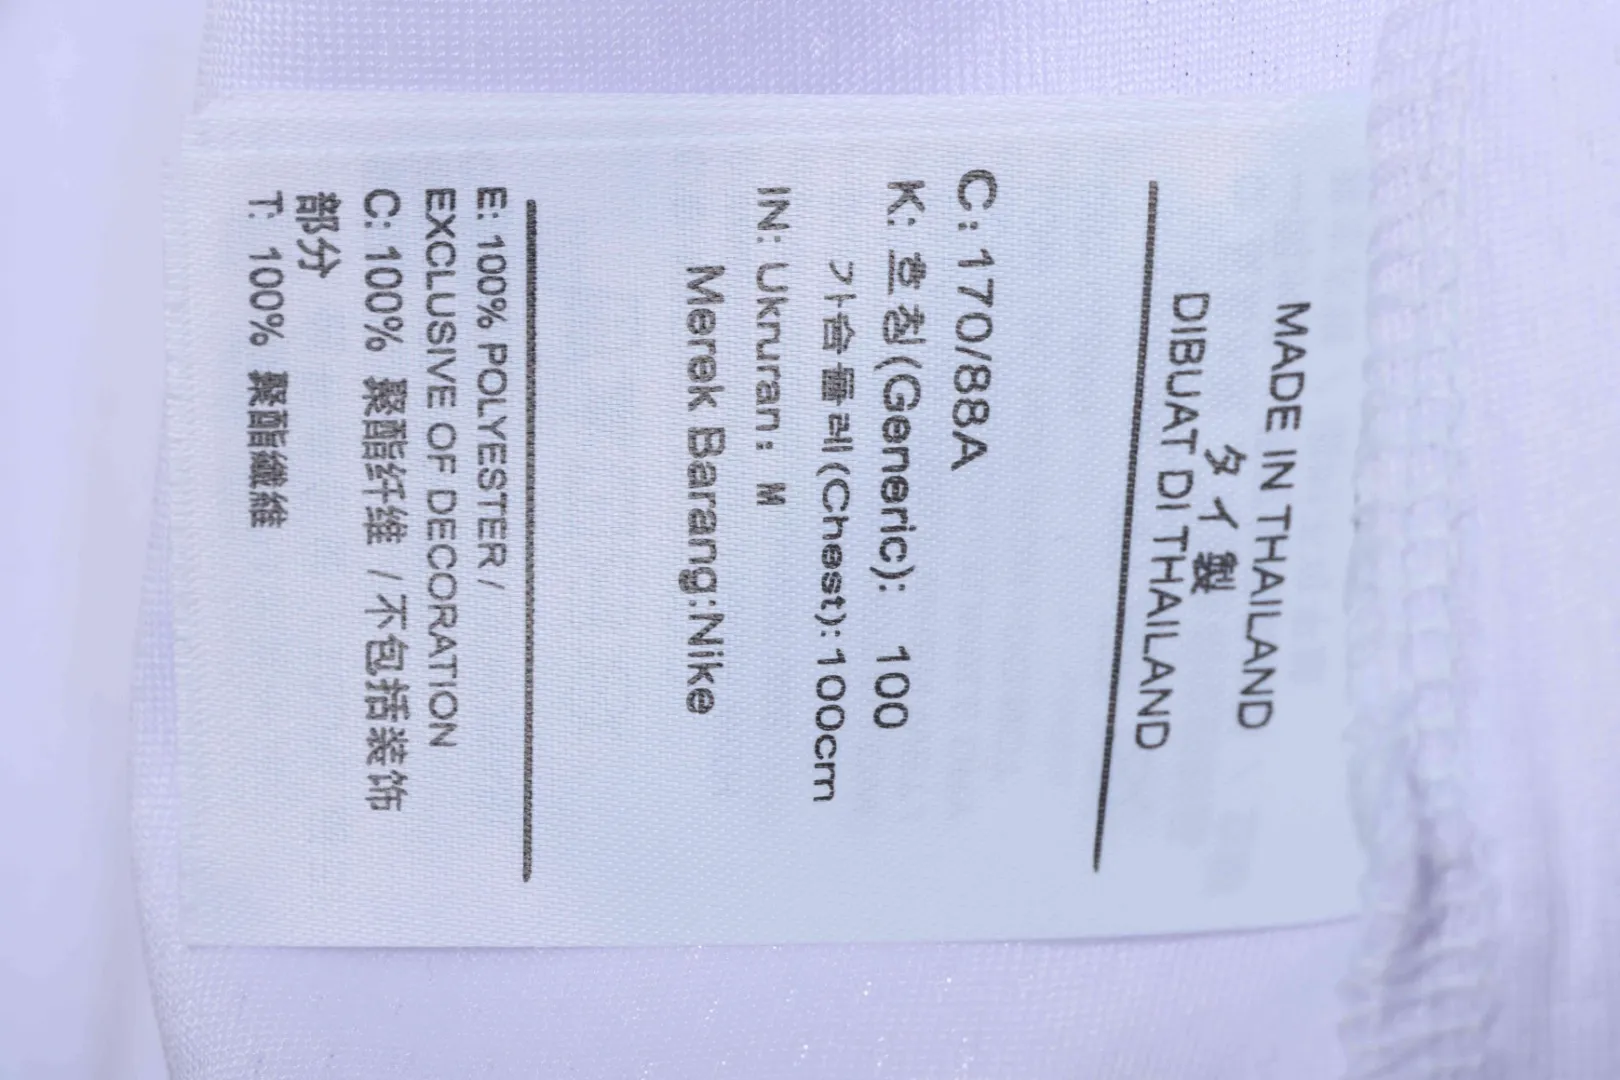 MADE IN THAILAND
タイ製
DIBUAT DI THAILAND
C: 170/88A
K: 호칭(Generic): 100
가슴둘레(Chest): 100cm
IN: Ukruran: M
Merek Barang:Nike
E: 100% POLYESTER /
EXCLUSIVE OF DECORATION
C: 100% 聚酯纤维 / 不包括装饰
部分
T: 100% 聚酯纖維